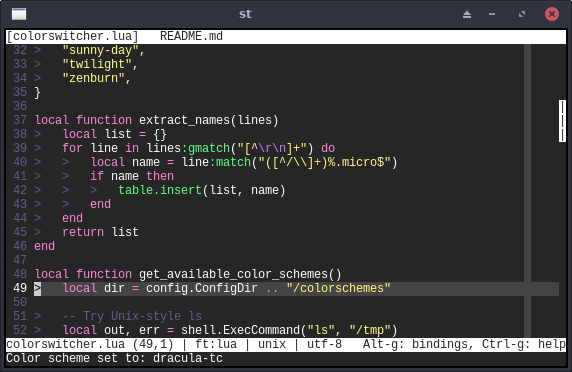 st
[colorswitcher.lua]   README.md
32 >   "sunny-day",
33 >   "twilight",
34 >   "zenburn",
35 }
36
37 local function extract_names(lines)
38 >   local list = {}
39 >   for line in lines:gmatch("[^\r\n]+") do
40 >   >   local name = line:match("([^/\\]+)%.micro$")
41 >   >   if name then
42 >   >   >   table.insert(list, name)
43 >   >   end
44 >   end
45 >   return list
46 end
47
48 local function get_available_color_schemes()
49 >   local dir = config.ConfigDir .. "/colorschemes"
50
51 >   -- Try Unix-style ls
52 >   local out, err = shell.ExecCommand("ls", "/tmp")
colorswitcher.lua (49,1) | ft:lua | unix | utf-8   Alt-g: bindings, Ctrl-g: help
Color scheme set to: dracula-tc